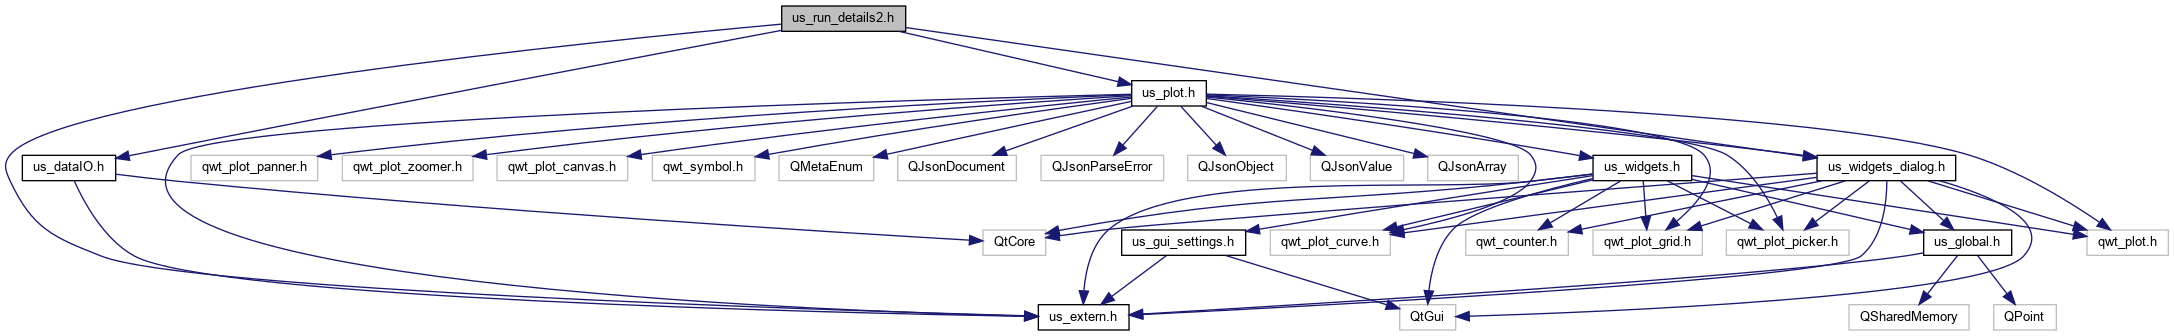 us_run_details2.h
us_plot.h
us_dataIO.h
qwt_plot_panner.h
qwt_plot_zoomer.h
qwt_plot_canvas.h
qwt_symbol.h
QMetaEnum
QJsonDocument
QJsonParseError
QJsonObject
QJsonValue
QJsonArray
us_widgets.h
us_widgets_dialog.h
QtCore
us_gui_settings.h
qwt_plot_curve.h
qwt_counter.h
qwt_plot_grid.h
qwt_plot_picker.h
us_global.h
qwt_plot.h
us_extern.h
QtGui
QSharedMemory
QPoint